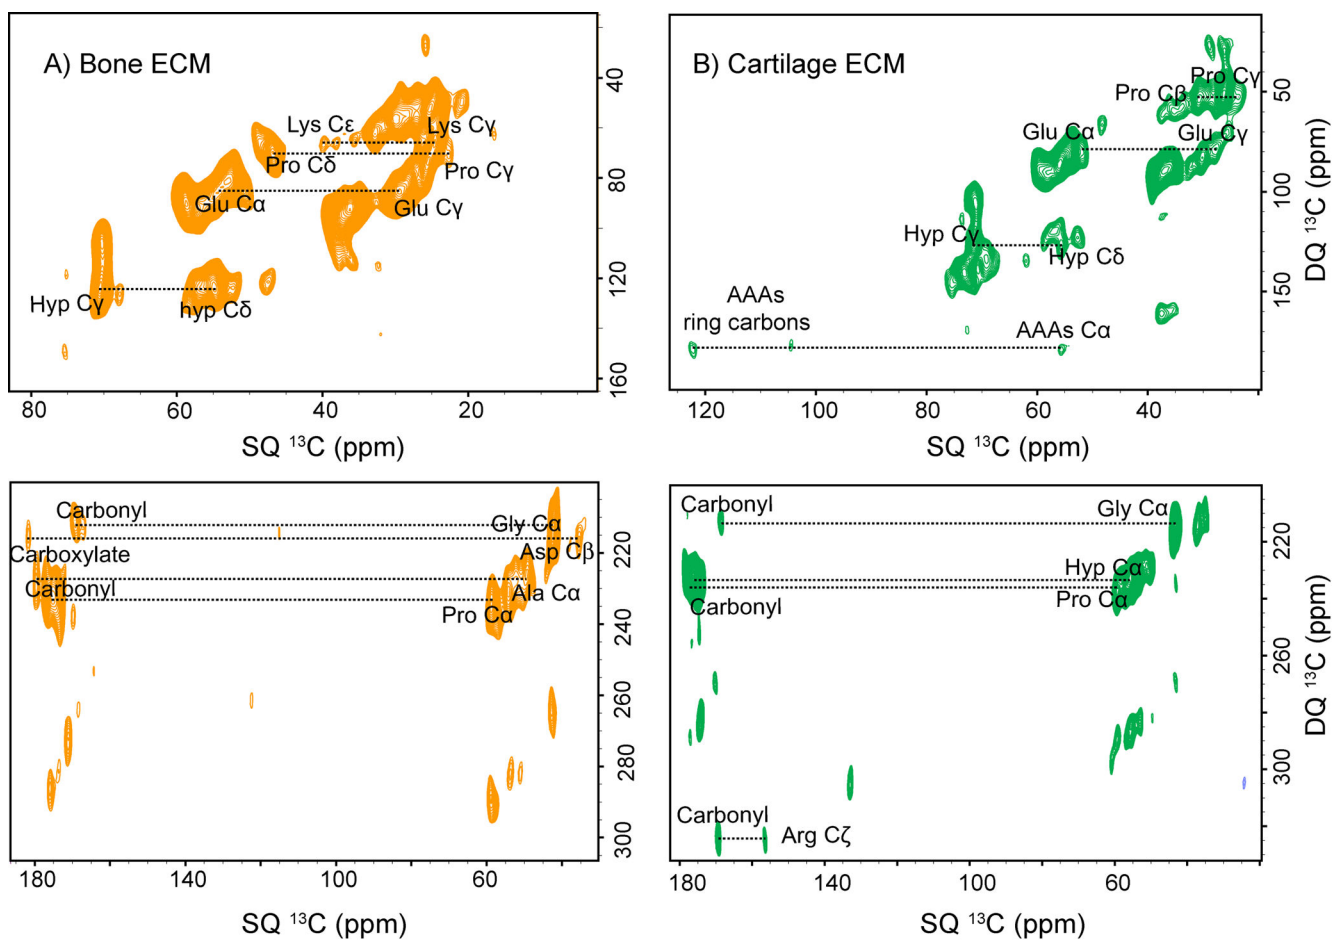 A) Bone ECM
Lys Cε
Lys Cγ
Pro Cδ
Pro Cγ
Glu Cα
Glu Cγ
Hyp Cγ
hyp Cδ
40
80
120
160
80
60
40
20
SQ ¹³C (ppm)
B) Cartilage ECM
Pro Cγ
Pro Cβ
Glu Cα
Glu Cγ
Hyp Cγ
Hyp Cδ
AAAs
ring carbons
AAAs Cα
50
100
150
DQ ¹³C (ppm)
120
100
80
60
40
SQ ¹³C (ppm)
Carbonyl
Gly Cα
Carboxylate
Asp Cβ
Carbonyl
Ala Cα
Pro Cα
220
240
260
280
300
180
140
100
60
SQ ¹³C (ppm)
Carbonyl
Gly Cα
Hyp Cα
Carbonyl
Pro Cα
Carbonyl
Arg Cζ
220
260
300
DQ ¹³C (ppm)
180
140
100
60
SQ ¹³C (ppm)